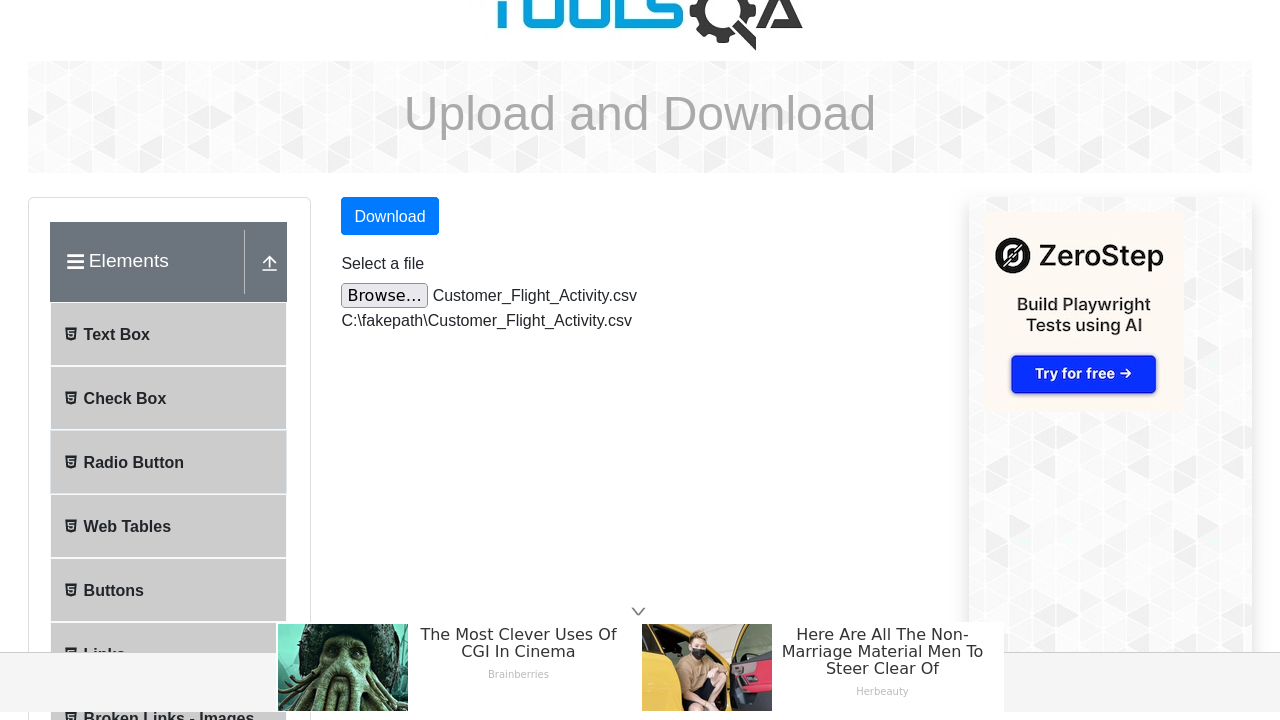 TOOLSQA
Upload and Download
Elements
Text Box
Check Box
Radio Button
Web Tables
Buttons
Links
Broken Links - Images
Download
Select a file
Browse... Customer_Flight_Activity.csv
C:\fakepath\Customer_Flight_Activity.csv
ZeroStep
Build Playwright
Tests using AI
Try for free →
The Most Clever Uses Of
CGI In Cinema
Brainberries
Here Are All The Non-
Marriage Material Men To
Steer Clear Of
Herbeauty